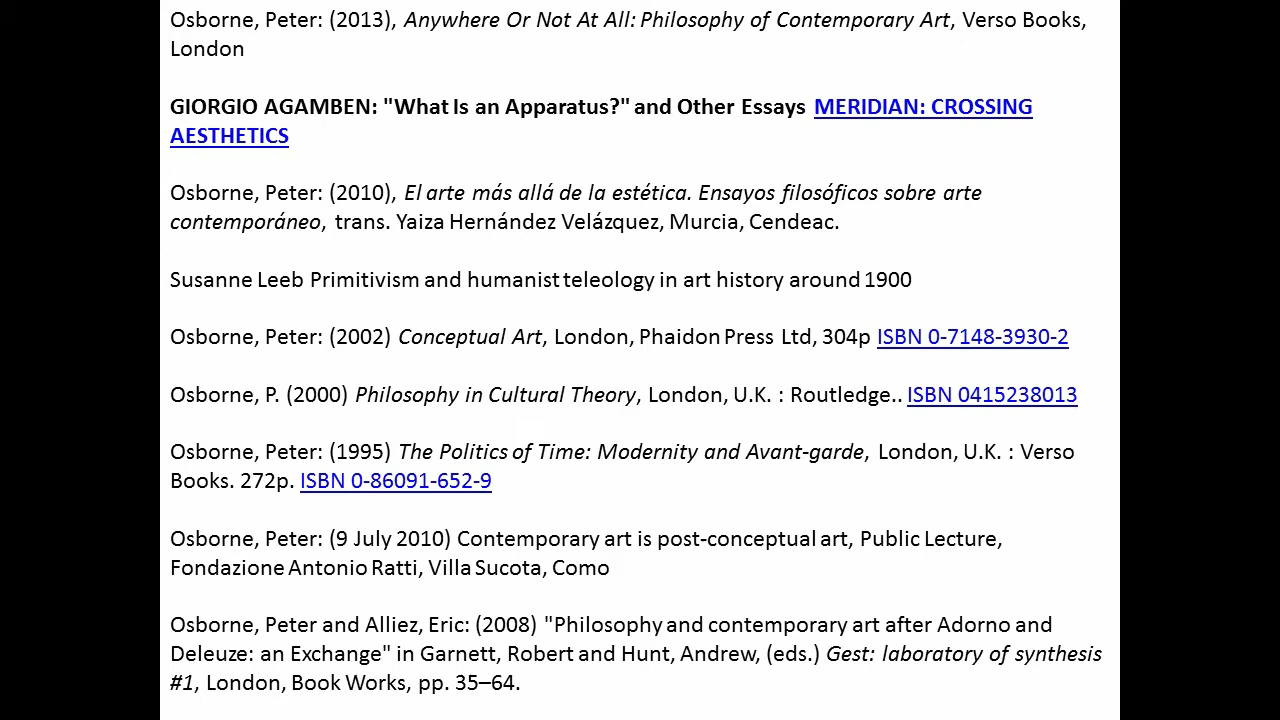 Osborne, Peter: (2013), Anywhere Or Not At All: Philosophy of Contemporary Art, Verso Books,
London
GIORGIO AGAMBEN: "What Is an Apparatus?" and Other Essays MERIDIAN: CROSSING
AESTHETICS
Osborne, Peter: (2010), El arte más allá de la estética. Ensayos filosóficos sobre arte
contemporáneo, trans. Yaiza Hernández Velázquez, Murcia, Cendeac.
Susanne Leeb Primitivism and humanist teleology in art history around 1900
Osborne, Peter: (2002) Conceptual Art, London, Phaidon Press Ltd, 304p ISBN 0-7148-3930-2
Osborne, P. (2000) Philosophy in Cultural Theory, London, U.K. : Routledge.. ISBN 0415238013
Osborne, Peter: (1995) The Politics of Time: Modernity and Avant-garde, London, U.K. : Verso
Books. 272p. ISBN 0-86091-652-9
Osborne, Peter: (9 July 2010) Contemporary art is post-conceptual art, Public Lecture,
Fondazione Antonio Ratti, Villa Sucota, Como
Osborne, Peter and Alliez, Eric: (2008) "Philosophy and contemporary art after Adorno and
Deleuze: an Exchange" in Garnett, Robert and Hunt, Andrew, (eds.) Gest: laboratory of synthesis
#1, London, Book Works, pp. 35–64.